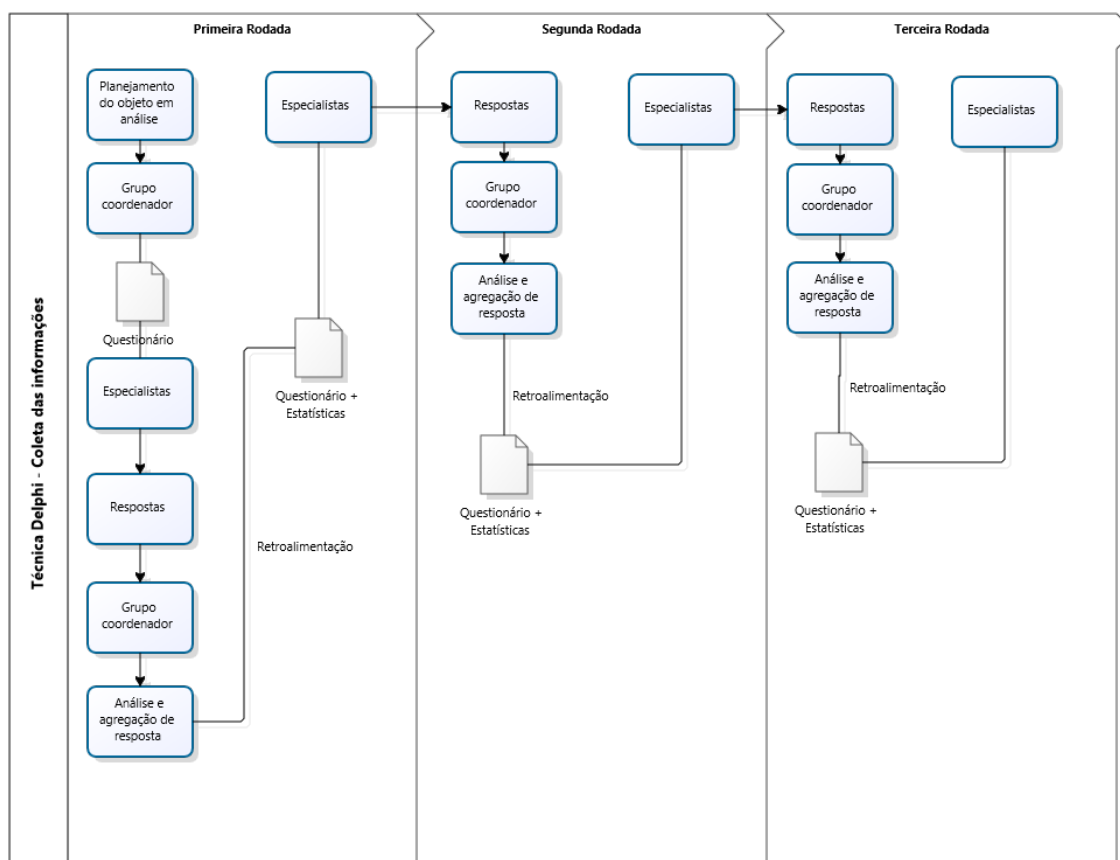 Técnica Delphi - Coleta das informações
Primeira Rodada
Planejamento
do objeto em
análise
Grupo
coordenador
Questionário
Especialistas
Respostas
Grupo
coordenador
Análise e
agregação de
resposta
Retroalimentação
Questionário +
Estatísticas
Especialistas
Segunda Rodada
Respostas
Grupo
coordenador
Análise e
agregação de
resposta
Retroalimentação
Questionário +
Estatísticas
Especialistas
Terceira Rodada
Respostas
Grupo
coordenador
Análise e
agregação de
resposta
Retroalimentação
Questionário +
Estatísticas
Especialistas